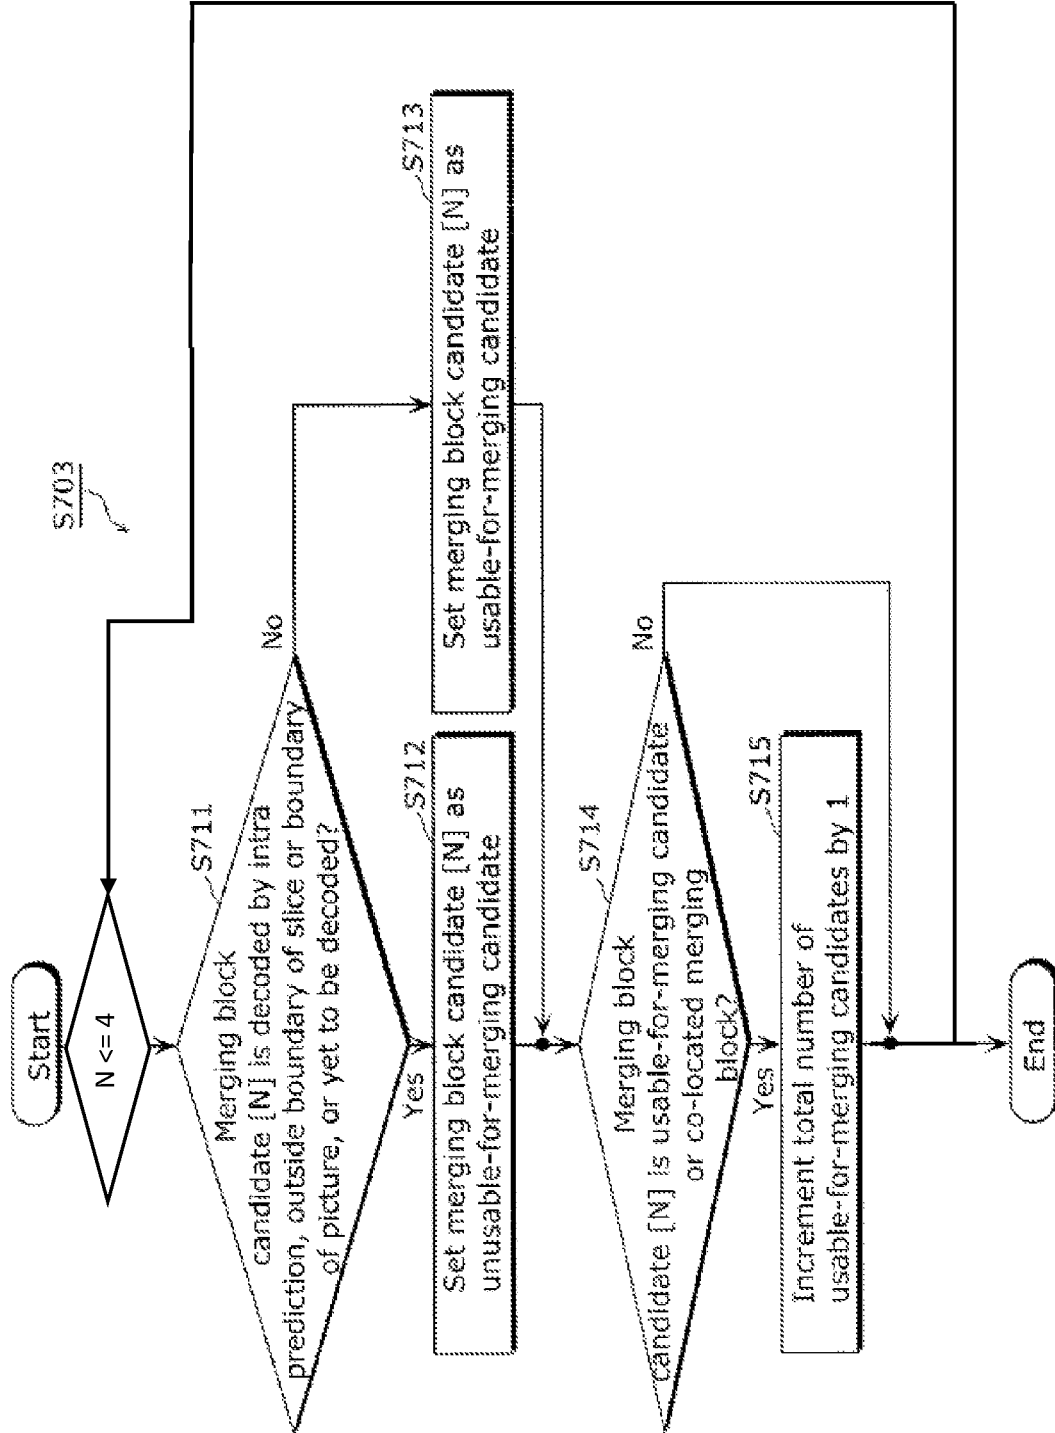 S703
Start
N <= 4
S711
Merging block
candidate [N] is decoded by intra
prediction, outside boundary of slice or boundary
of picture, or yet to be decoded?
No
Yes
S712
Set merging block candidate [N] as
unusable-for-merging candidate
S713
Set merging block candidate [N] as
usable-for-merging candidate
S714
Merging block
candidate [N] is usable-for-merging candidate
or co-located merging
block?
No
Yes
S715
Increment total number of
usable-for-merging candidates by 1
End